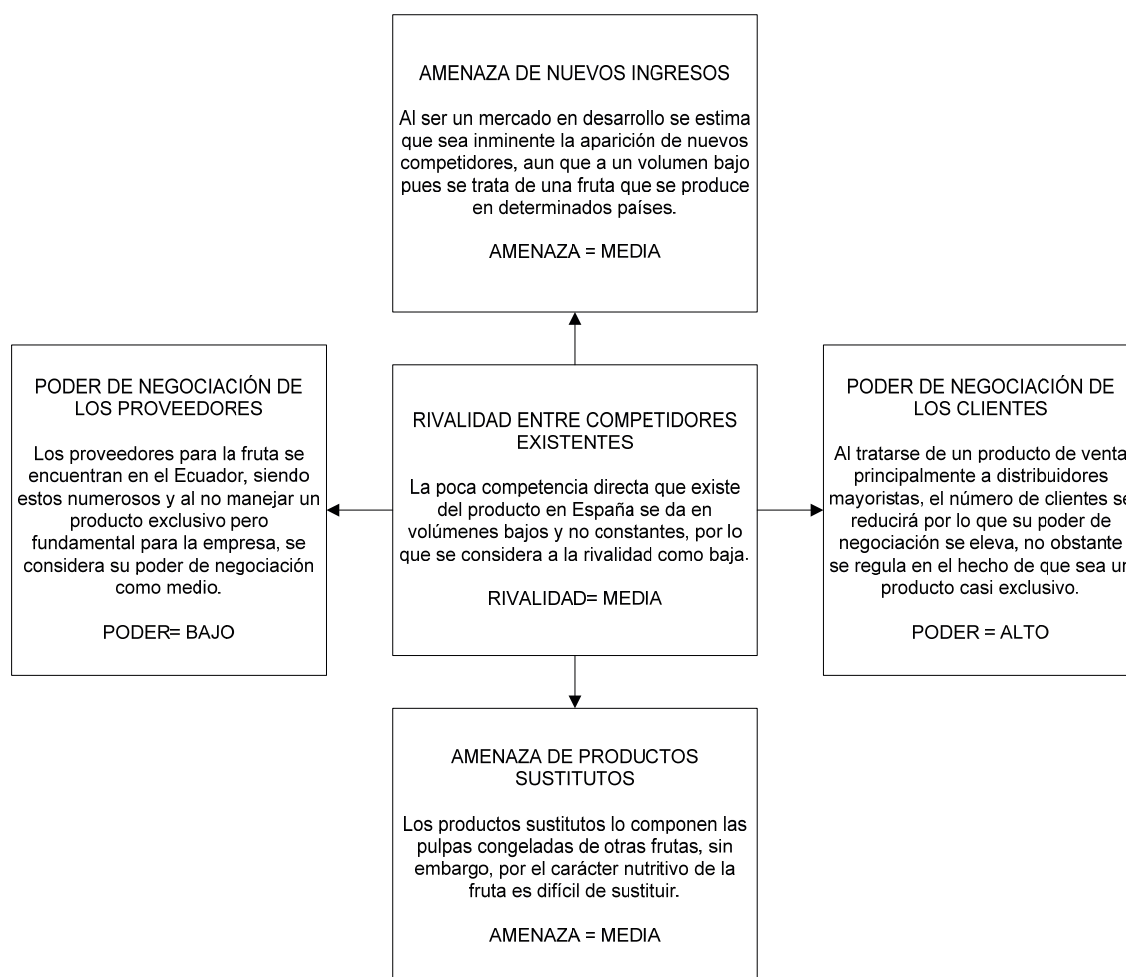 AMENAZA DE NUEVOS INGRESOS
Al ser un mercado en desarrollo se estima
que sea inminente la aparición de nuevos
competidores, aun que a un volumen bajo
pues se trata de una fruta que se produce
en determinados países.
AMENAZA = MEDIA
PODER DE NEGOCIACIÓN DE
LOS PROVEEDORES
Los proveedores para la fruta se
encuentran en el Ecuador, siendo
estos numerosos y al no manejar un
producto exclusivo pero
fundamental para la empresa, se
considera su poder de negociación
como medio.
PODER= BAJO
RIVALIDAD ENTRE COMPETIDORES
EXISTENTES
La poca competencia directa que existe
del producto en España se da en
volúmenes bajos y no constantes, por lo
que se considera a la rivalidad como baja.
RIVALIDAD= MEDIA
PODER DE NEGOCIACIÓN DE
LOS CLIENTES
Al tratarse de un producto de venta
principalmente a distribuidores
mayoristas, el número de clientes se
reducirá por lo que su poder de
negociación se eleva, no obstante
se regula en el hecho de que sea un
producto casi exclusivo.
PODER = ALTO
AMENAZA DE PRODUCTOS
SUSTITUTOS
Los productos sustitutos lo componen las
pulpas congeladas de otras frutas, sin
embargo, por el carácter nutritivo de la
fruta es difícil de sustituir.
AMENAZA = MEDIA